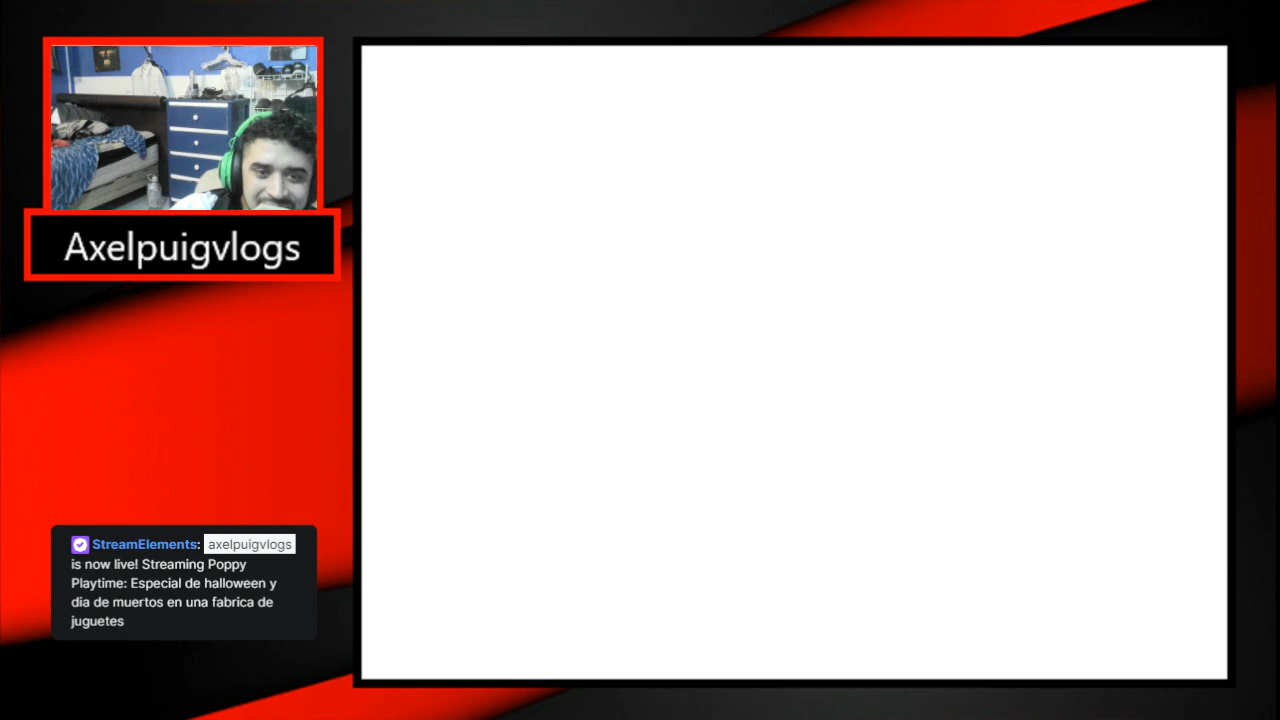 Axelpuigvlogs
StreamElements: axelpuigvlogs
is now live! Streaming Poppy
Playtime: Especial de halloween y
dia de muertos en una fabrica de
juguetes